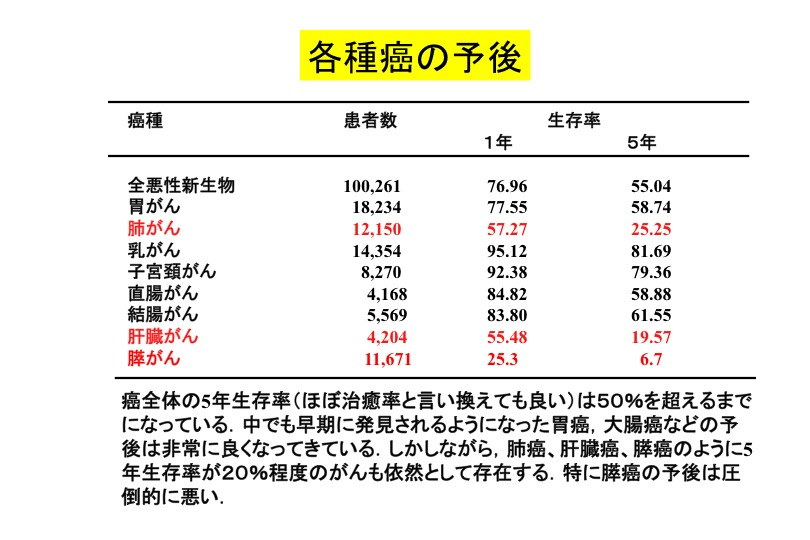 各種癌の予後
癌種 患者数 生存率
1年 5年
全悪性新生物 100,261 76.96 55.04
胃がん 18,234 77.55 58.74
肺がん 12,150 57.27 25.25
乳がん 14,354 95.12 81.69
子宮頚がん 8,270 92.38 79.36
直腸がん 4,168 84.82 58.88
結腸がん 5,569 83.80 61.55
肝臓がん 4,204 55.48 19.57
膵がん 11,671 25.3 6.7
癌全体の5年生存率（ほぼ治癒率と言い換えても良い）は50％を超えるまで
になっている．中でも早期に発見されるようになった胃癌，大腸癌などの予
後は非常に良くなってきている．しかしながら，肺癌、肝臓癌、膵癌のように5
年生存率が20％程度のがんも依然として存在する．特に膵癌の予後は圧
倒的に悪い．